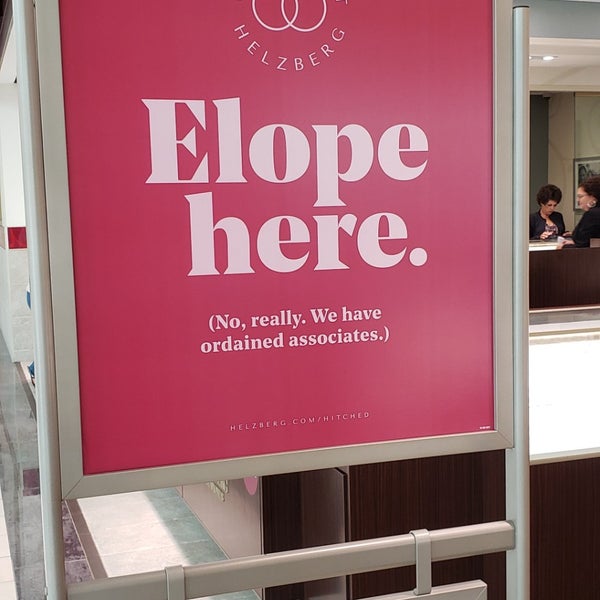 HELZBERG
Elope
here.
(No, really. We have
ordained associates.)
HELZBERG.COM/HITCHED